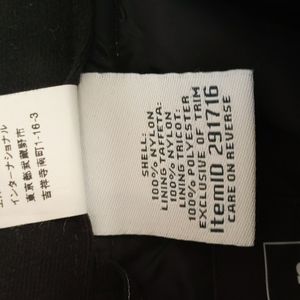 インターナショナル
東京都武蔵野市
吉祥寺南町1-16-3
SHELL:
100% NYLON
LINING TAFFETA:
100% NYLON
LINING TRICOT:
100% POLYESTER
EXCLUSIVE OF TRIM
ItemID 291716
CARE ON REVERSE